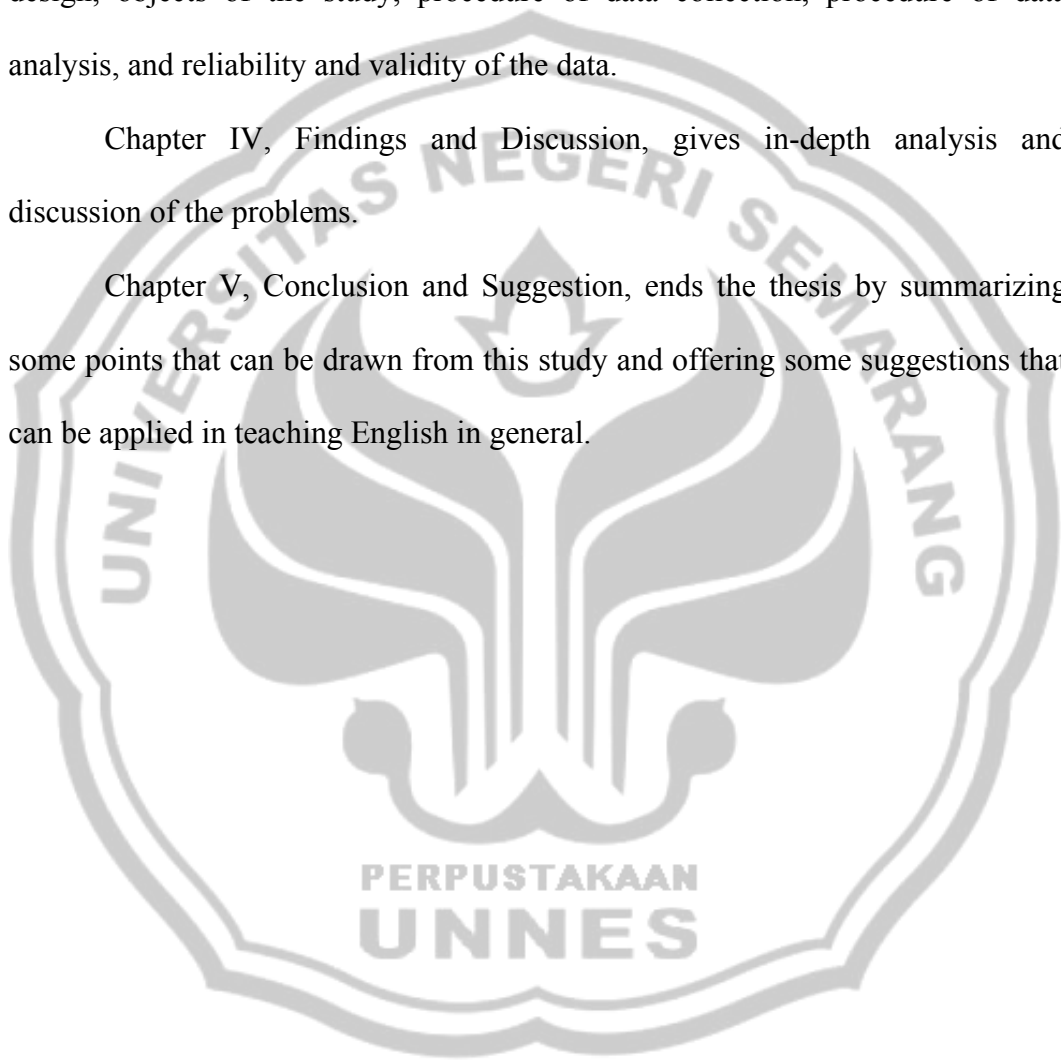 design, objects of the study, procedure of data collection, procedure of data
analysis, and reliability and validity of the data.
Chapter IV, Findings and Discussion, gives in-depth analysis and
discussion of the problems.
Chapter V, Conclusion and Suggestion, ends the thesis by summarizing
some points that can be drawn from this study and offering some suggestions that
can be applied in teaching English in general.
UNIVERSITAS NEGERI SEMARANG
PERPUSTAKAAN
UNNES